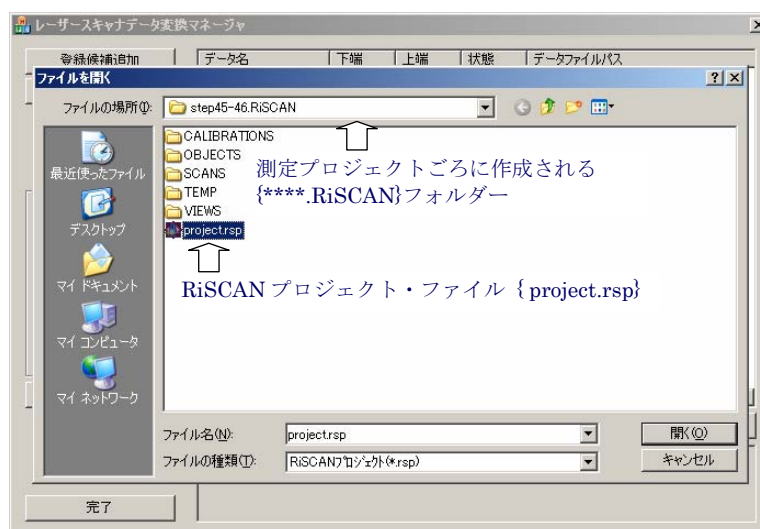 レーザースキャナデータ変換マネージャ
登録候補追加 データ名 下端 上端 状態 データファイルパス
ファイルを開く
ファイルの場所(I): step45-46.RiSCAN
CALIBRATIONS
OBJECTS
SCANS
TEMP
VIEWS
project.rsp
測定プロジェクトごろに作成される
{****.RiSCAN}フォルダー
RiSCAN プロジェクト・ファイル { project.rsp}
最近使ったファイル
デスクトップ
マイ ドキュメント
マイ コンピュータ
マイ ネットワーク
ファイル名(N): project.rsp 開く(O)
ファイルの種類(T): RiSCANプロジェクト(*.rsp) キャンセル
完了